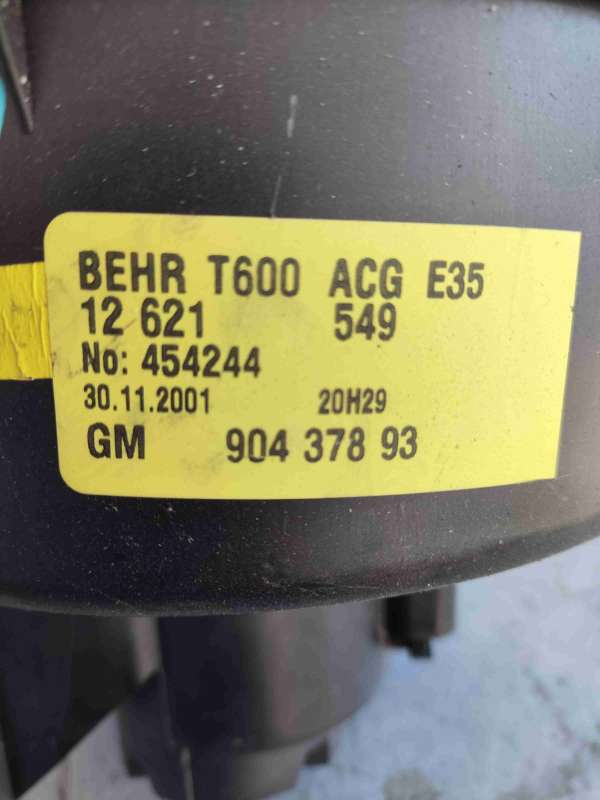 BEHR T600 ACG E35
12 621 549
No: 454244
30.11.2001 20H29
GM 904 378 93